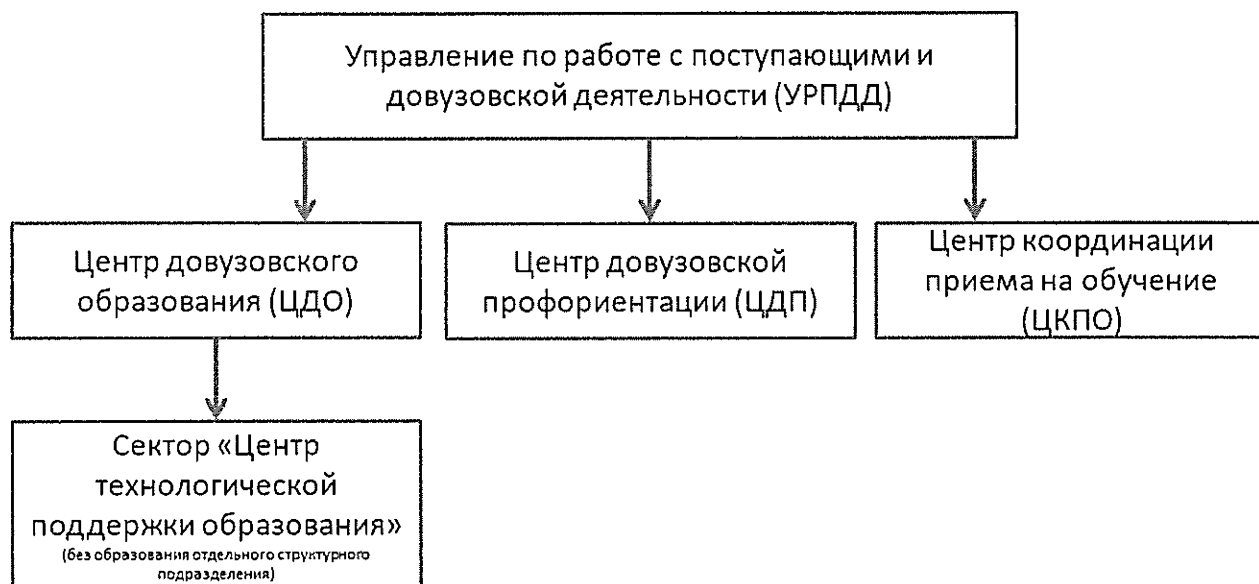 Управление по работе с поступающими и
довузовской деятельности (УРПДД)
Центр довузовского
образования (ЦДО)
Центр довузовской
профориентации (ЦДП)
Центр координации
приема на обучение
(ЦКПО)
Сектор «Центр
технологической
поддержки образования»
(без образования отдельного структурного
подразделения)